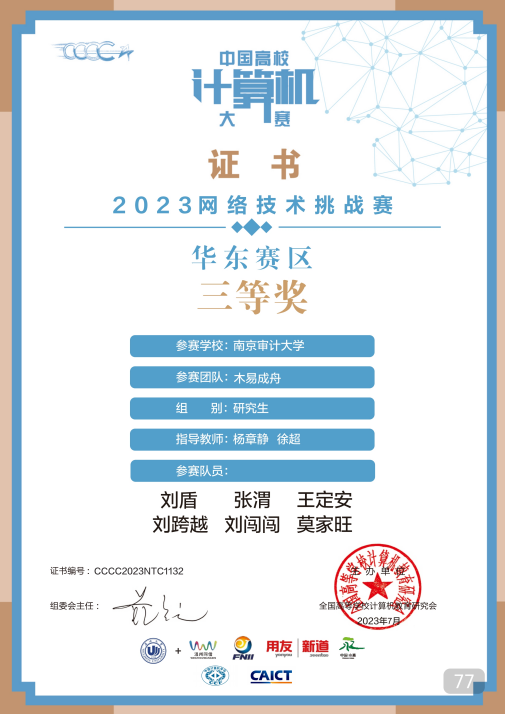 CCCC
中国高校
计算机
大赛
证书
2023网络技术挑战赛
华东赛区
三等奖
参赛学校：南京审计大学
参赛团队：木易成舟
组 别：研究生
指导教师：杨章静 徐超
参赛队员：
刘盾 张渭 王定安
刘跨越 刘闯闯 莫家旺
证书编号：CCCC2023NTC1132
主办单位
组委会主任：
全国高等学校计算机教育研究会
2023年7月
+
FNII
用友
新道
CAICT
77